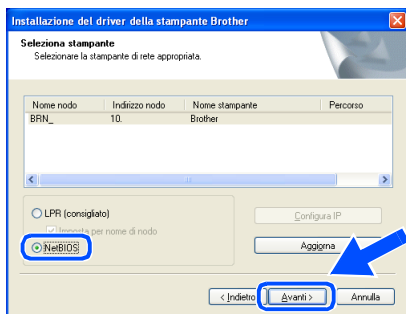 Installazione del driver della stampante Brother
Seleziona stampante
Selezionare la stampante di rete appropriata.
Nome nodo Indirizzo nodo Nome stampante Percorso
BRN_ 10. Brother
LPR (consigliato)
Imposta per nome di nodo
NetBIOS
Configura IP
Aggiorna
< Indietro Avanti > Annulla